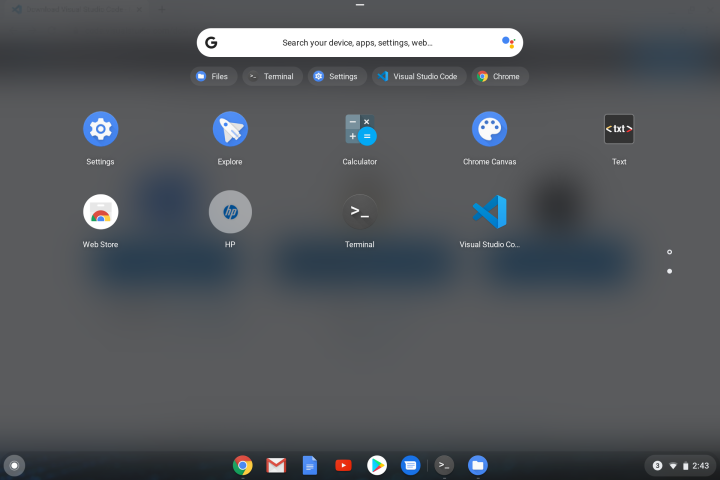 G Search your device, apps, settings, web...
Files >_ Terminal Settings Visual Studio Code Chrome
<txt>
Settings Explore Calculator Chrome Canvas Text
hp >_
Web Store HP Terminal Visual Studio Co...
>_ 3 2:43